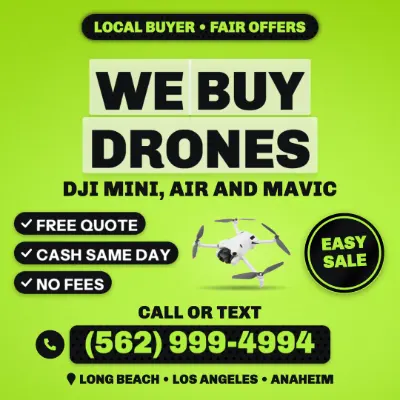 LOCAL BUYER • FAIR OFFERS
WE BUY
DRONES
DJI MINI, AIR AND MAVIC
FREE QUOTE
CASH SAME DAY
NO FEES
EASY
SALE
CALL OR TEXT
(562) 999-4994
LONG BEACH • LOS ANGELES • ANAHEIM